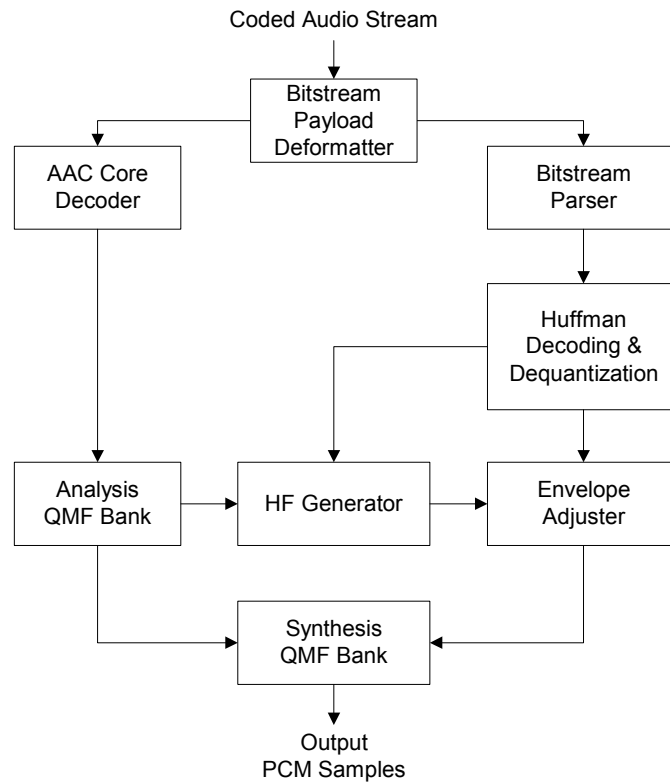 Coded Audio Stream
Bitstream
Payload
Deformatter
AAC Core
Decoder
Bitstream
Parser
Huffman
Decoding &
Dequantization
Analysis
QMF Bank
HF Generator
Envelope
Adjuster
Synthesis
QMF Bank
Output
PCM Samples